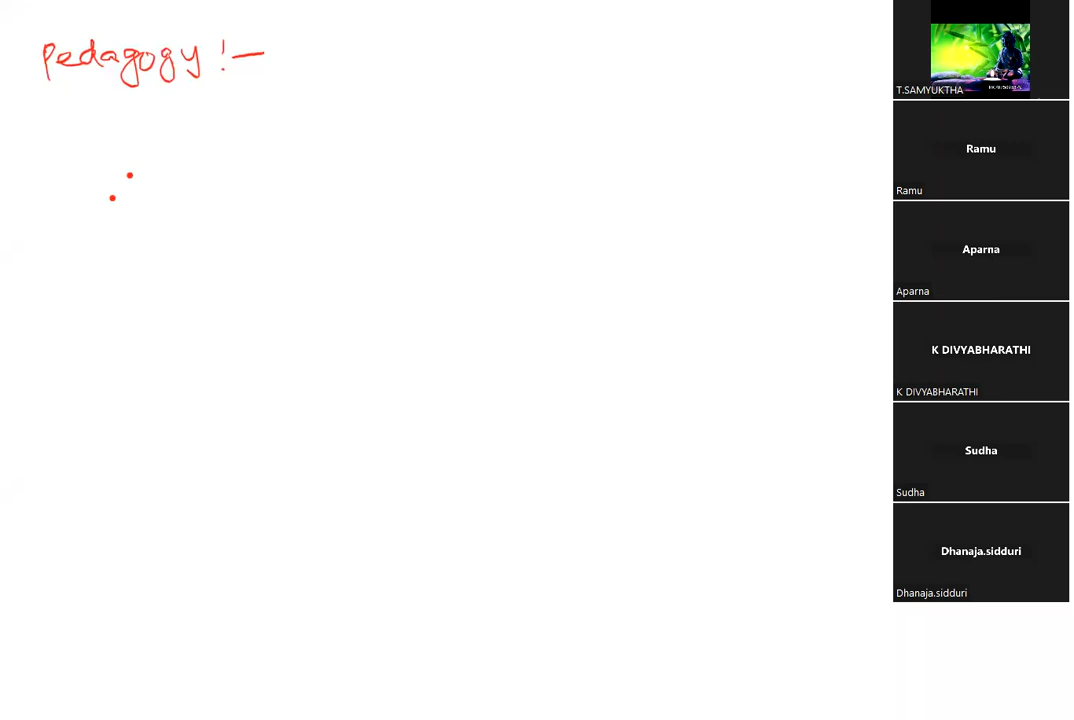 Pedagogy :-
T.SAMYUKTHA
Ramu
Ramu
Aparna
Aparna
K DIVYABHARATHI
K DIVYABHARATHI
Sudha
Sudha
Dhanaja.sidduri
Dhanaja.sidduri